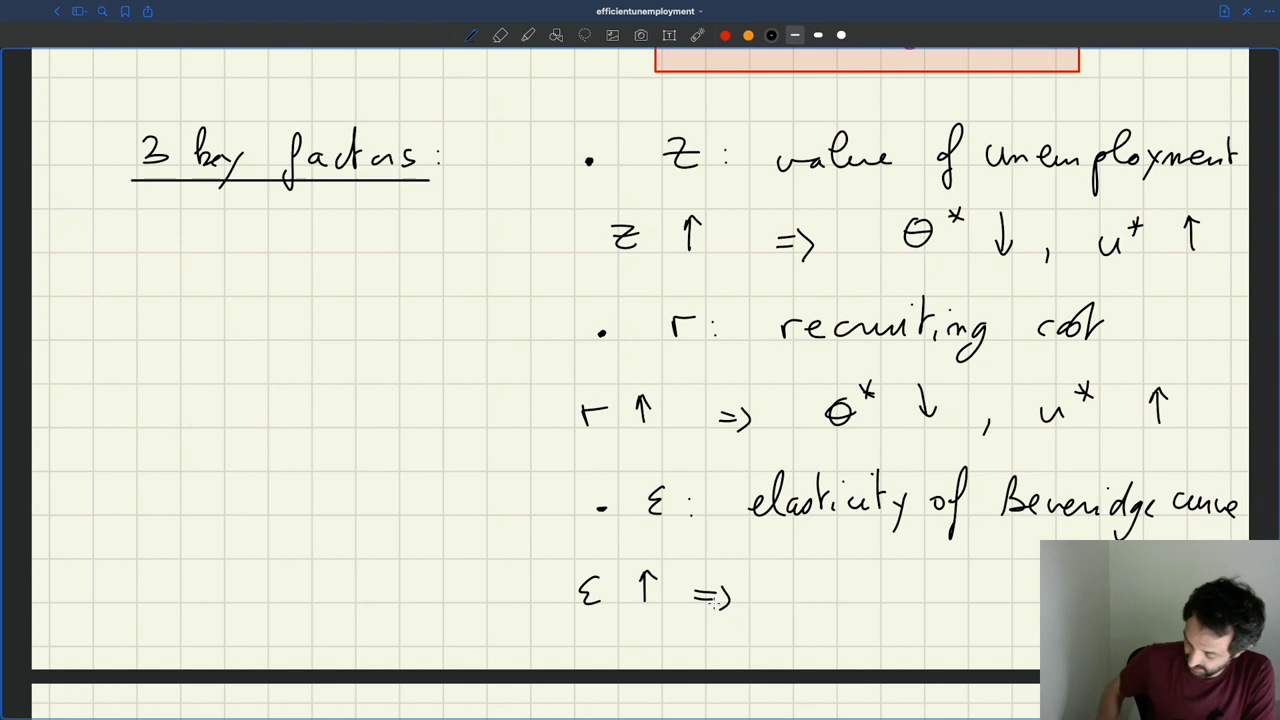 efficientunemployment
3 key factors:
• z: value of unemployment
z ↑ => θ* ↓, u* ↑
• r: recruiting cost
r ↑ => θ* ↓, u* ↑
• ε: elasticity of Beveridge curve
ε ↑ =>